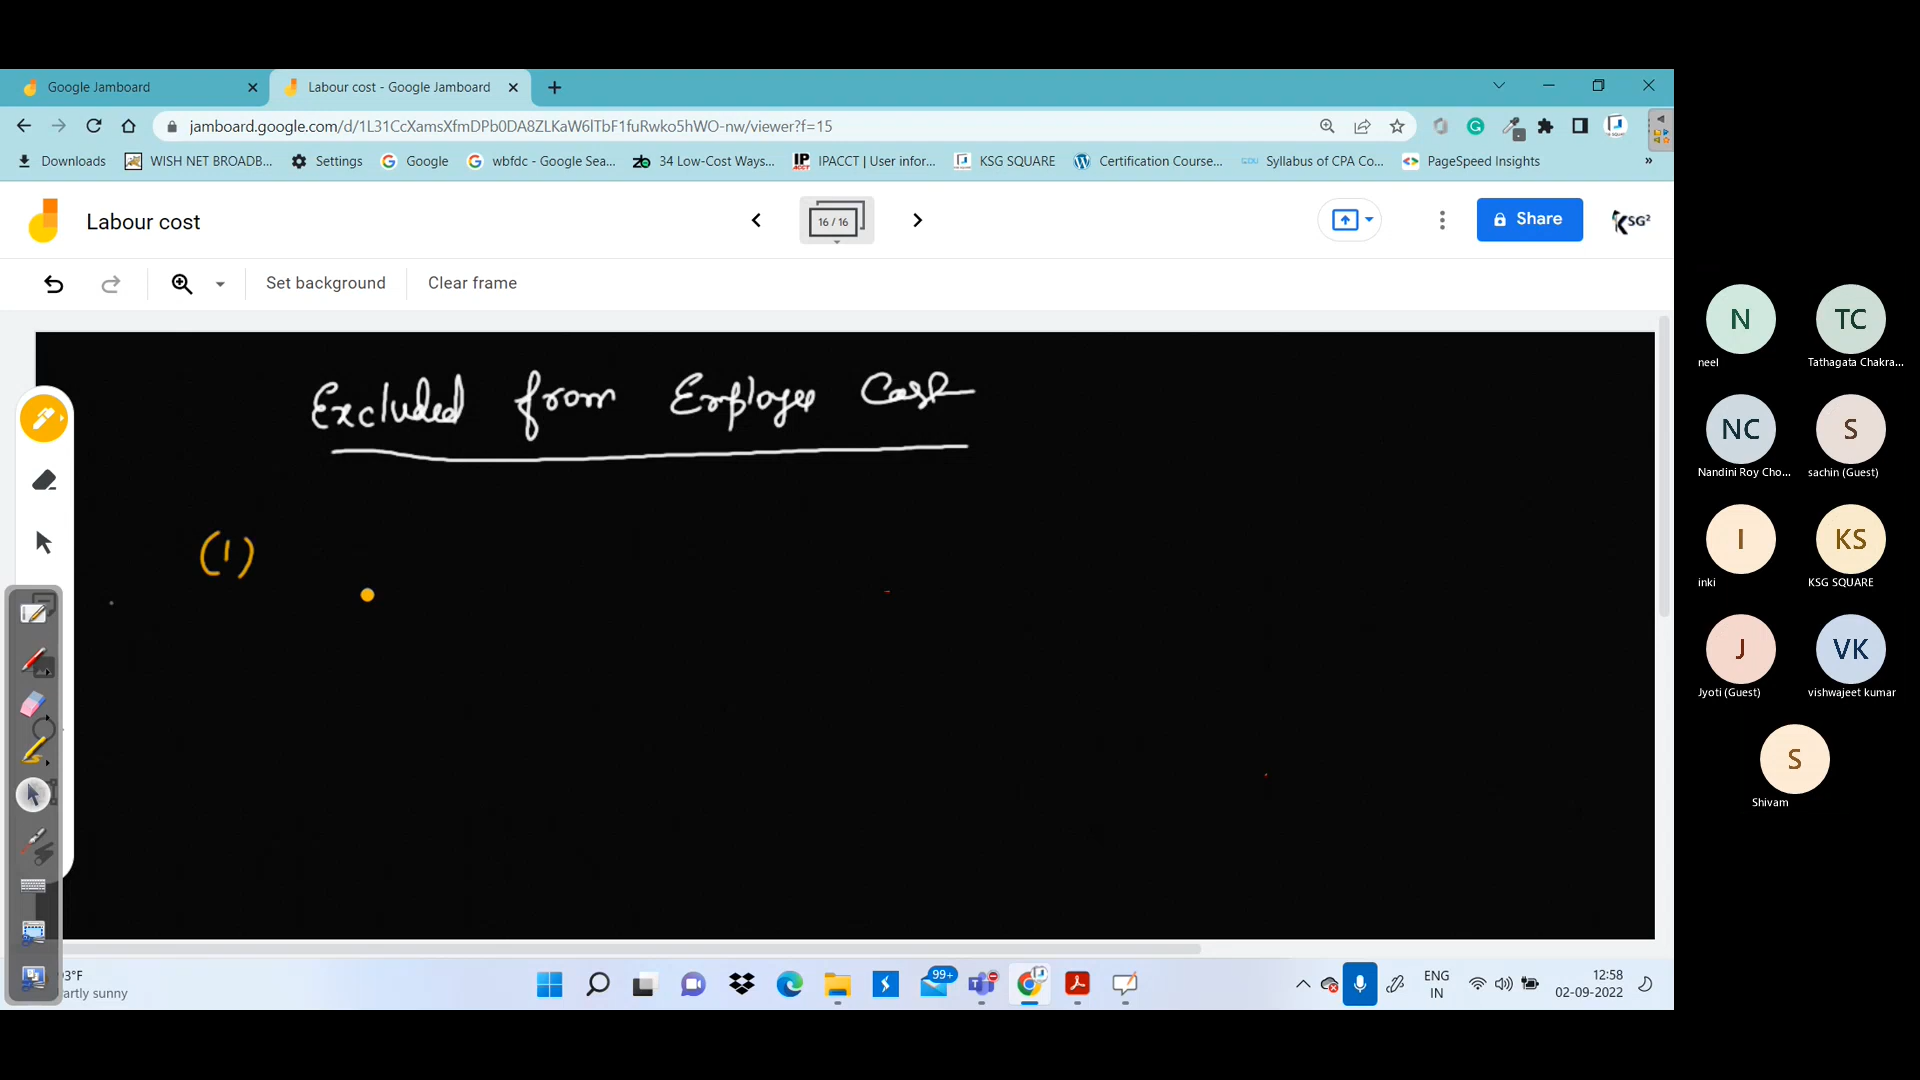 Google Jamboard
Labour cost - Google Jamboard
jamboard.google.com/d/1L31CcXamsXfmDPb0DA8ZLKaW6lTbF1fuRwko5hWO-nw/viewer?f=15
Downloads WISH NET BROADB... Settings Google wbfdc - Google Sea... 34 Low-Cost Ways... IPACCT | User infor... KSG SQUARE Certification Course... Syllabus of CPA Co... PageSpeed Insights »
Labour cost
16 / 16
Share
KSG²
Set background Clear frame
Excluded from Employee Cost
(1)
N
neel
TC
Tathagata Chakra...
NC
Nandini Roy Cho...
S
sachin (Guest)
I
inki
KS
KSG SQUARE
J
Jyoti (Guest)
VK
vishwajeet kumar
S
Shivam
93°F
artly sunny
99+
ENG
IN
12:58
02-09-2022